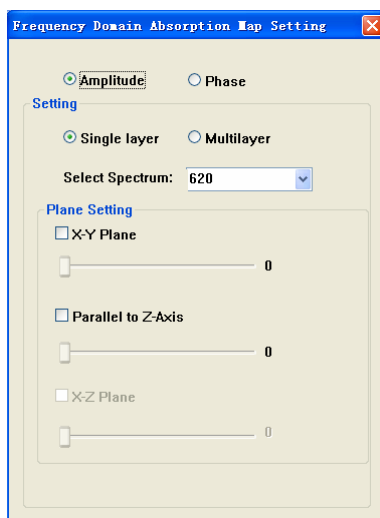 Frequency Domain Absorption Map Setting
Amplitude Phase
Setting
Single layer Multilayer
Select Spectrum: 620
Plane Setting
X-Y Plane
0
Parallel to Z-Axis
0
X-Z Plane
0